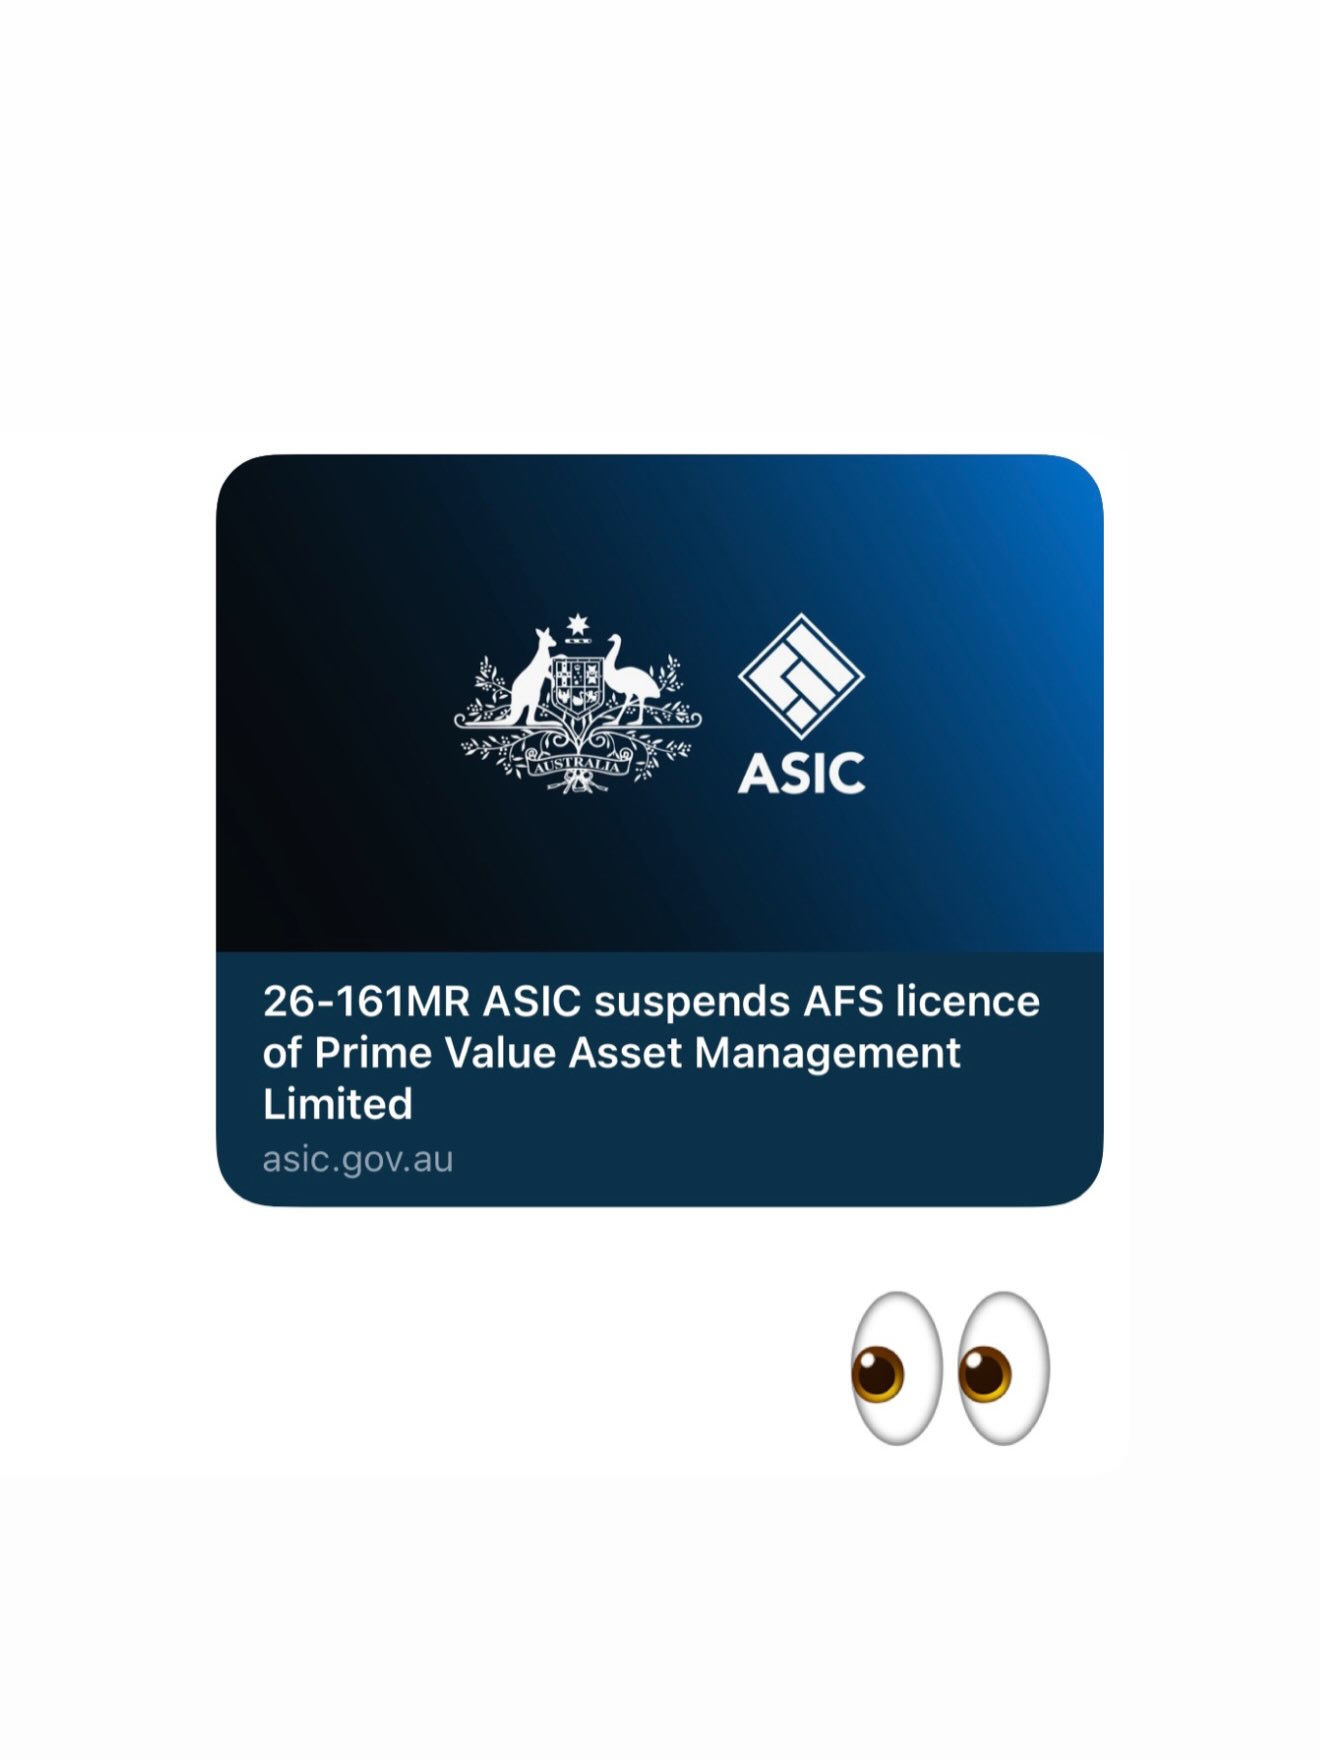 AUSTRALIA
ASIC
26-161MR ASIC suspends AFS licence
of Prime Value Asset Management
Limited
asic.gov.au